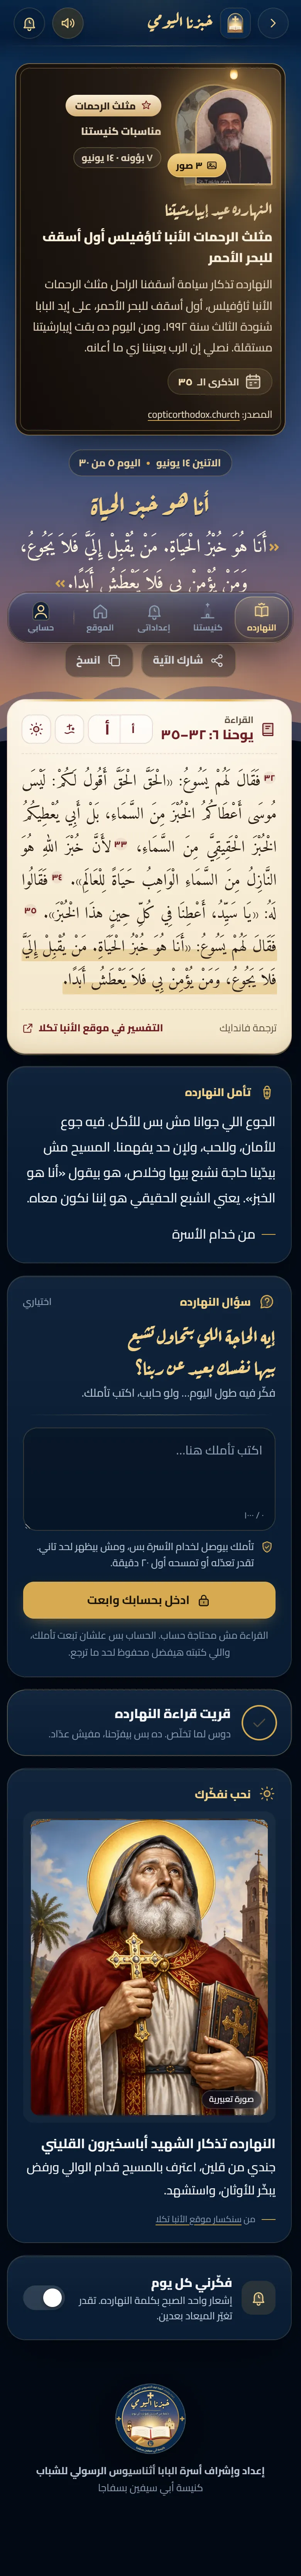 خبزنا اليومي
مثلث الرحمات
مناسبات كنيستنا
٧ بؤونه · ١٤ يونيو
٣ صور
النهارده عيد إيبارشيتنا
مثلث الرحمات الأنبا ثاؤفيلس أول أسقف
للبحر الأحمر
النهارده تذكار سيامة أسقفنا الراحل مثلث الرحمات
الأنبا ثاؤفيلس، أول أسقف للبحر الأحمر، على إيد البابا
شنودة الثالث سنة ١٩٩٢. ومن اليوم ده بقت إيبارشيتنا
مستقلة. نصلي إن الرب يعيننا زي ما أعانه.
الذكرى الـ ٣٥
المصدر: copticorthodox.church
الاتنين ١٤ يونيو • اليوم ٥ من ٣٠
أنا هو خبز الحياة
«أَنَا هُوَ خُبْزُ الْحَيَاةِ. مَنْ يُقْبِلْ إِلَيَّ فَلاَ يَجُوعُ،
وَمَنْ يُؤْمِنْ بِي فَلاَ يَعْطَشُ أَبَدًا.»
النهارده
كنيستنا
إعداداتي
الموقع
حسابي
شارك الآية
انسخ
القراءة
يوحنا ٦: ٣٢–٣٥
أ
أ
٣٢ فَقَالَ لَهُمْ يَسُوعُ: «الْحَقَّ الْحَقَّ أَقُولُ لَكُمْ: لَيْسَ
مُوسَى أَعْطَاكُمُ الْخُبْزَ مِنَ السَّمَاءِ، بَلْ أَبِي يُعْطِيكُمُ
الْخُبْزَ الْحَقِيقِيَّ مِنَ السَّمَاءِ، ٣٣ لأَنَّ خُبْزَ اللهِ هُوَ
النَّازِلُ مِنَ السَّمَاءِ الْوَاهِبُ حَيَاةً لِلْعَالَمِ». ٣٤ فَقَالُوا
لَهُ: «يَا سَيِّدُ، أَعْطِنَا فِي كُلِّ حِينٍ هذَا الْخُبْزَ». ٣٥
فَقَالَ لَهُمْ يَسُوعُ: «أَنَا هُوَ خُبْزُ الْحَيَاةِ. مَنْ يُقْبِلْ إِلَيَّ
فَلاَ يَجُوعُ، وَمَنْ يُؤْمِنْ بِي فَلاَ يَعْطَشُ أَبَدًا.
ترجمة فاندايك
التفسير في موقع الأنبا تكلا
تأمل النهارده
الجوع اللي جوانا مش بس للأكل. فيه جوع
للأمان، وللحب، ولإن حد يفهمنا. المسيح مش
بيدّينا حاجة نشبع بيها وخلاص، هو بيقول «أنا هو
الخبز». يعني الشبع الحقيقي هو إننا نكون معاه.
— من خدام الأسرة
سؤال النهارده
اختياري
إيه الحاجة اللي بتحاول تشبع
بيها نفسك بعيد عن ربنا؟
فكّر فيه طول اليوم... ولو حابب، اكتب تأملك.
اكتب تأملك هنا...
٠ / ١٠٠٠
تأملك بيوصل لخدام الأسرة بس، ومش بيظهر لحد تاني.
تقدر تعدّله أو تمسحه أول ٢٠ دقيقة.
ادخل بحسابك وابعت
القراءة مش محتاجة حساب. الحساب بس علشان تبعت تأملك،
واللي كتبته هيفضل محفوظ لحد ما ترجع.
قريت قراءة النهارده
دوس لما تخلّص. ده بس بيفرّحنا، مفيش عدّاد.
نحب نفكّرك
صورة تعبيرية
النهارده تذكار الشهيد أباسخيرون القليني
جندي من قلين، اعترف بالمسيح قدام الوالي ورفض
يبخّر للأوثان، واستشهد.
— من سنكسار موقع الأنبا تكلا
فكّرني كل يوم
إشعار واحد الصبح بكلمة النهارده. تقدر
تغيّر الميعاد بعدين.
خبزنا اليومي
إعداد وإشراف أسرة البابا أثناسيوس الرسولي للشباب
كنيسة أبي سيفين بسفاجا